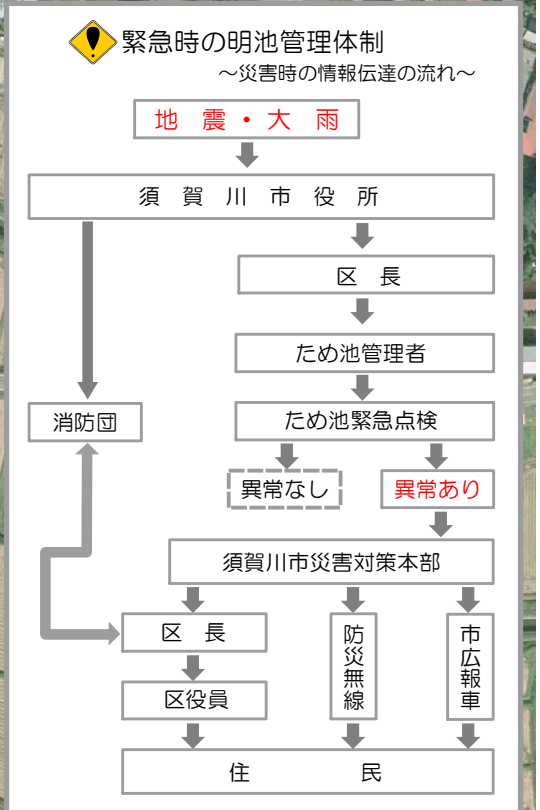 緊急時の明池管理体制
～災害時の情報伝達の流れ～
地震・大雨
須賀川市役所
区長
ため池管理者
消防団
ため池緊急点検
異常なし
異常あり
須賀川市災害対策本部
区長
防災無線
市広報車
区役員
住民